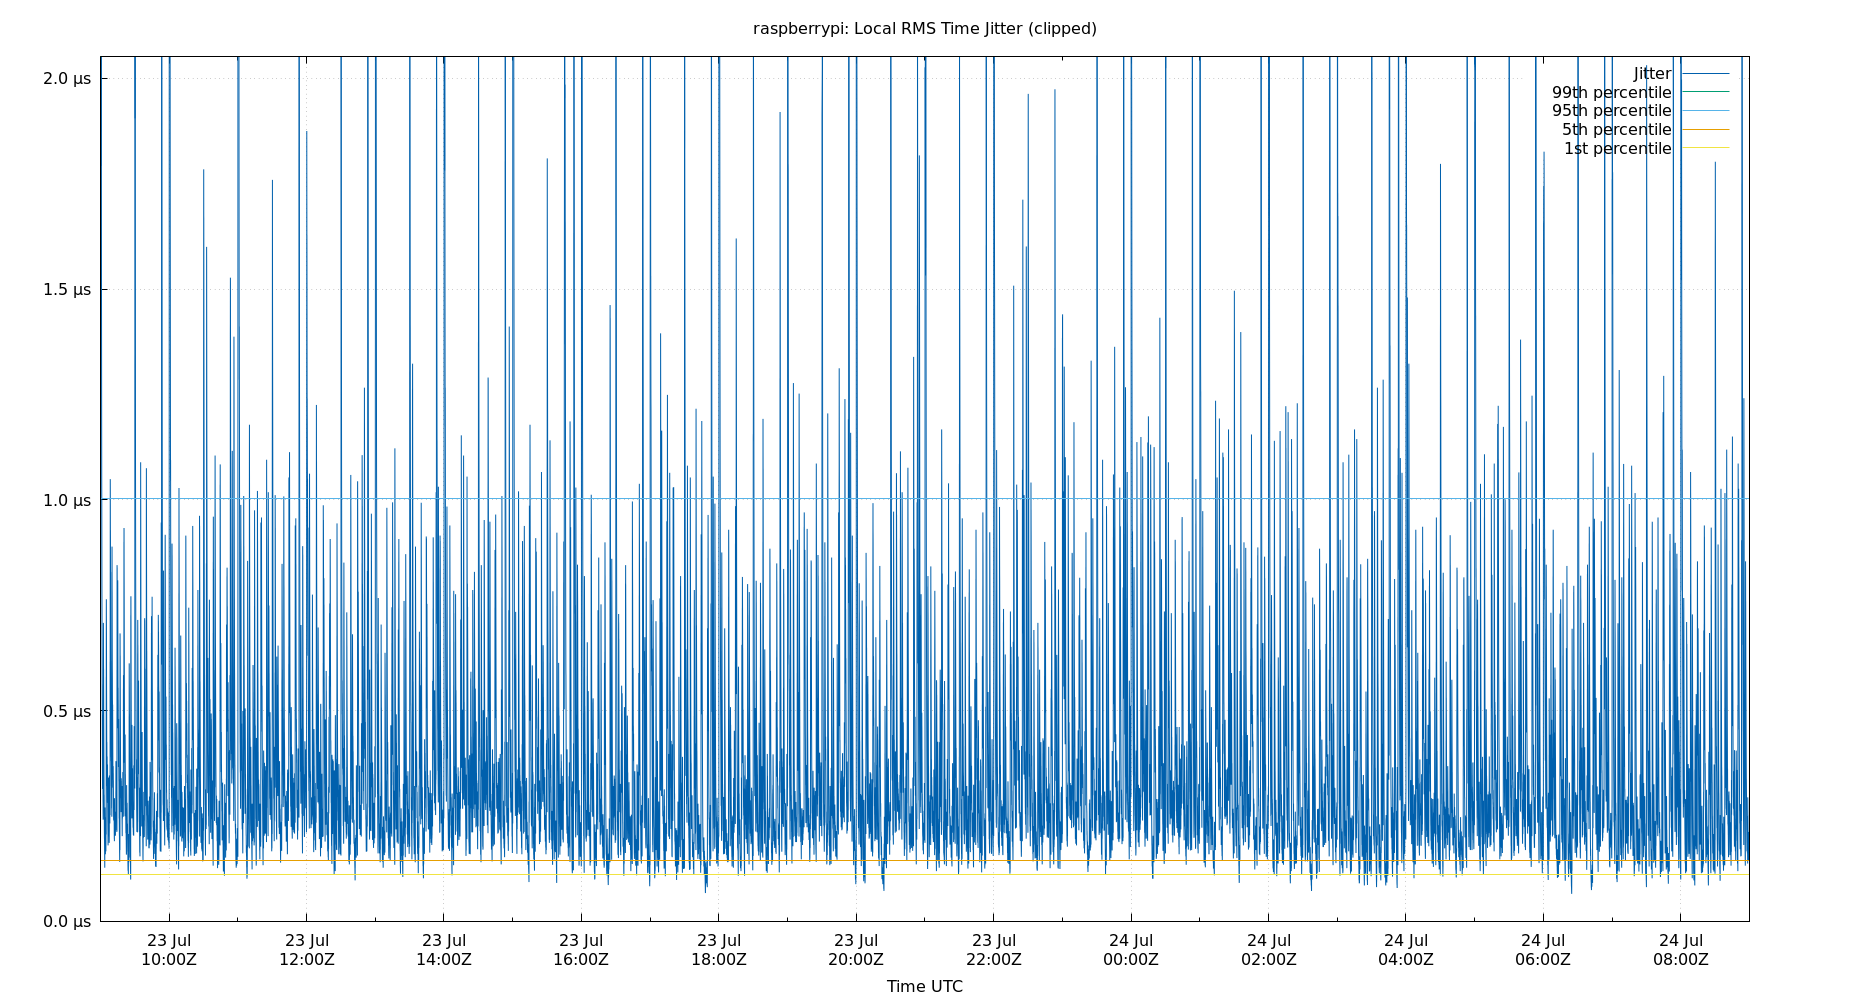 raspberrypi: Local RMS Time Jitter (clipped)
2.0 µs
1.5 µs
1.0 µs
0.5 µs
0.0 µs
Jitter
99th percentile
95th percentile
5th percentile
1st percentile
23 Jul 23 Jul 23 Jul 23 Jul 23 Jul 23 Jul 23 Jul 24 Jul 24 Jul 24 Jul 24 Jul 24 Jul
10:00Z 12:00Z 14:00Z 16:00Z 18:00Z 20:00Z 22:00Z 00:00Z 02:00Z 04:00Z 06:00Z 08:00Z
Time UTC